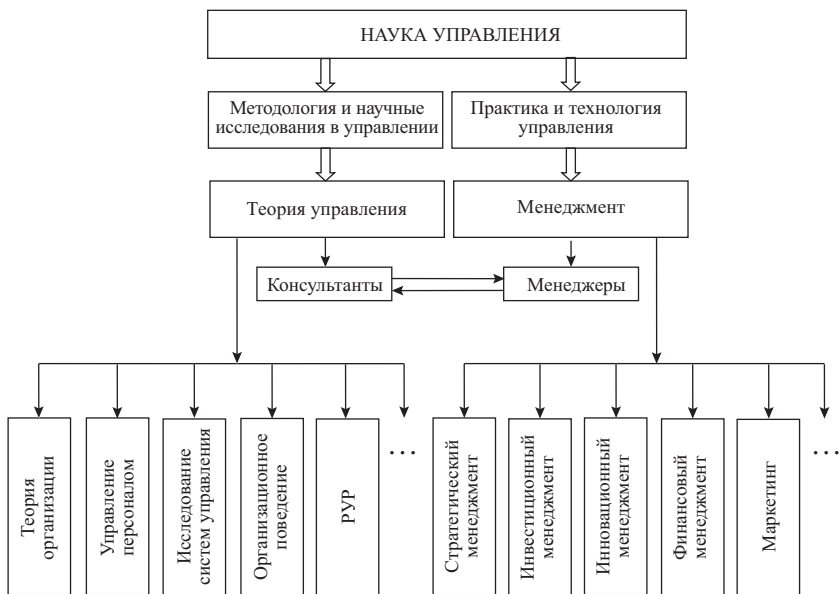 НАУКА УПРАВЛЕНИЯ
Методология и научные
исследования в управлении
Практика и технология
управления
Теория управления
Менеджмент
Консультанты
Менеджеры
Теория
организации
Управление
персоналом
Исследование
систем управления
Организационное
поведение
РУР
...
Стратегический
менеджмент
Инвестиционный
менеджмент
Инновационный
менеджмент
Финансовый
менеджмент
Маркетинг
...